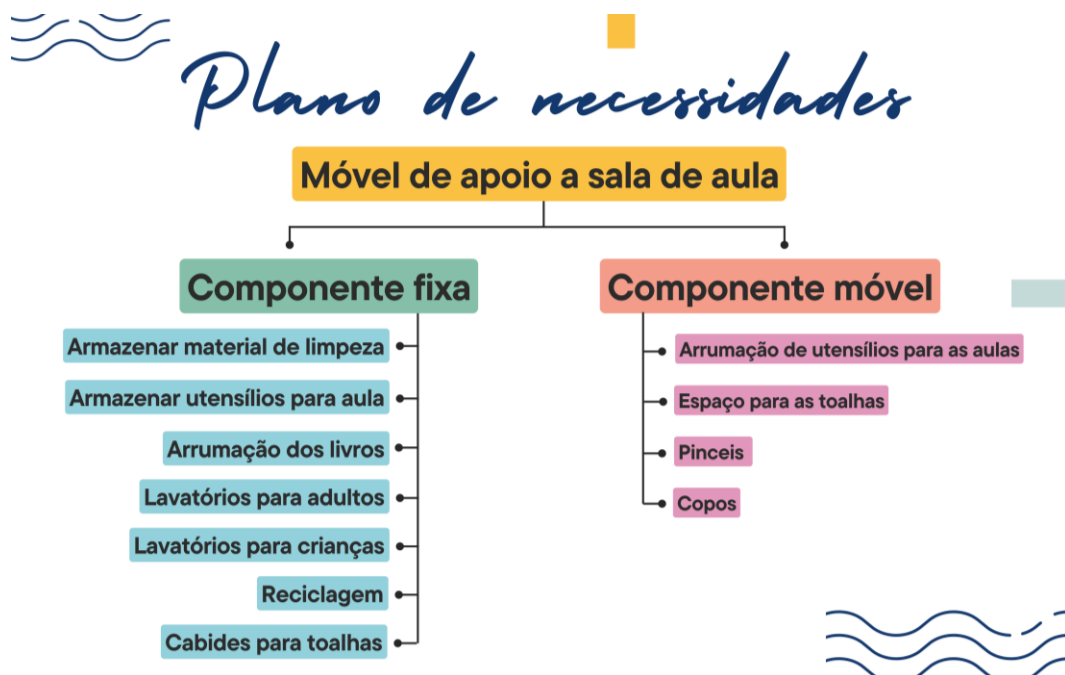 Plano de necessidades
Móvel de apoio a sala de aula
Componente fixa
Armazenar material de limpeza
Armazenar utensílios para aula
Arrumação dos livros
Lavatórios para adultos
Lavatórios para crianças
Reciclagem
Cabides para toalhas
Componente móvel
Arrumação de utensílios para as aulas
Espaço para as toalhas
Pinceis
Copos